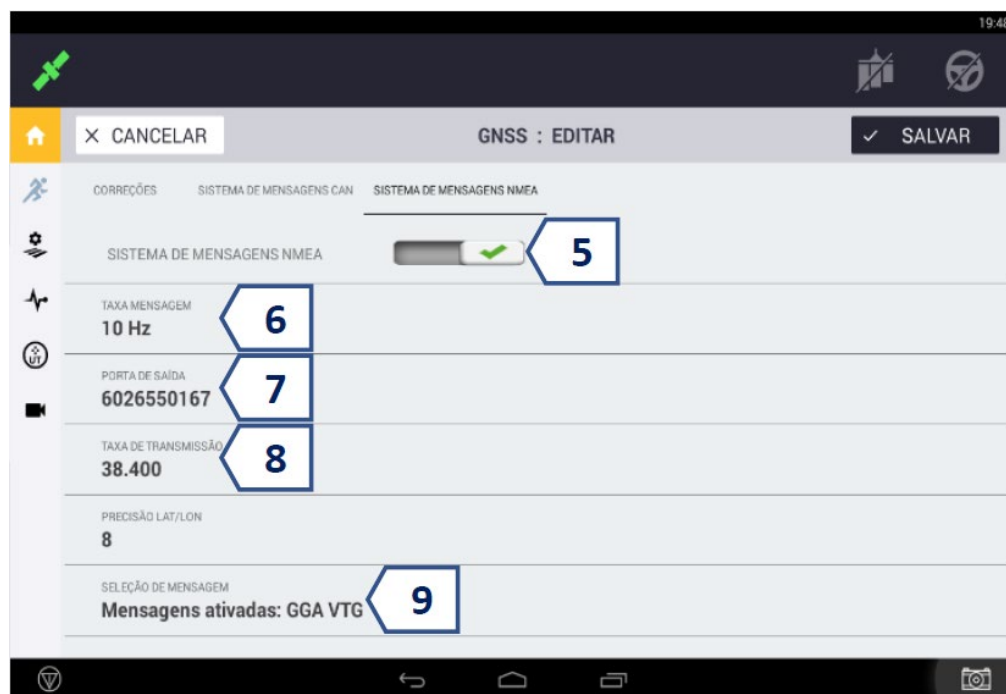 19:48
CANCELAR
GNSS : EDITAR
SALVAR
CORREÇÕES SISTEMA DE MENSAGENS CAN SISTEMA DE MENSAGENS NMEA
SISTEMA DE MENSAGENS NMEA
5
TAXA MENSAGEM
10 Hz
6
PORTA DE SAÍDA
6026550167
7
TAXA DE TRANSMISSÃO
38.400
8
PRECISÃO LAT/LON
8
SELEÇÃO DE MENSAGEM
Mensagens ativadas: GGA VTG
9
UT